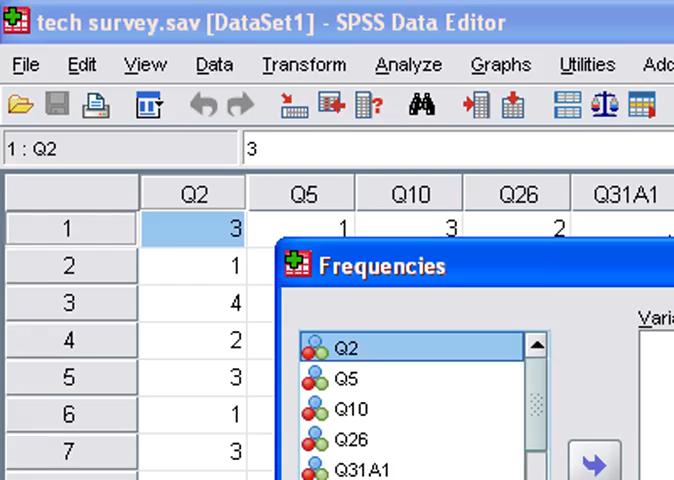 tech survey.sav [DataSet1] - SPSS Data Editor
File Edit View Data Transform Analyze Graphs Utilities
1 : Q2 3
Q2 Q5 Q10 Q26 Q31A1
1 3 1 3 2 .
2 1
3 4
4 2
5 3
6 1
7 3
Frequencies
Q2
Q5
Q10
Q26
Q31A1